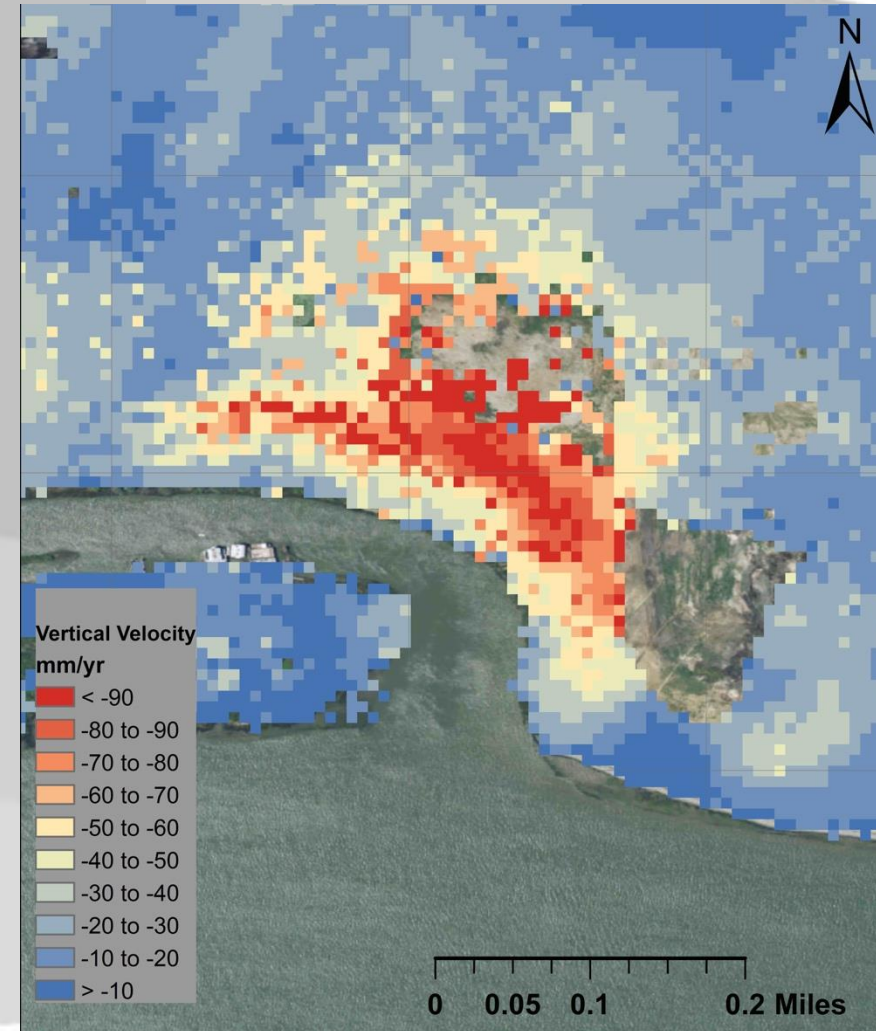 N
Vertical Velocity
mm/yr
< -90
-80 to -90
-70 to -80
-60 to -70
-50 to -60
-40 to -50
-30 to -40
-20 to -30
-10 to -20
> -10
0 0.05 0.1 0.2 Miles